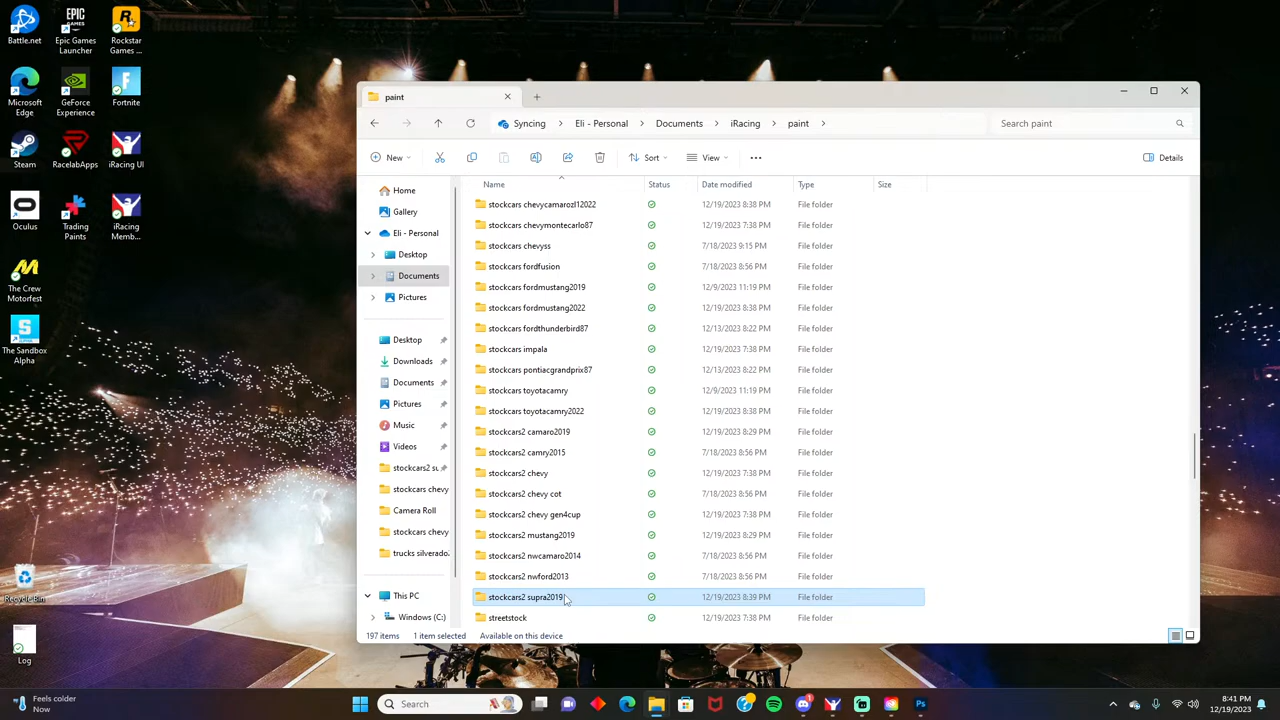 Battle.net
Epic Games
Launcher
Rockstar
Games ...
Microsoft
Edge
GeForce
Experience
Fortnite
Steam
RacelabApps
iRacing UI
Oculus
Trading
Paints
iRacing
Memb...
The Crew
Motorfest
The Sandbox
Alpha
Recycle Bin
Log
paint
Syncing > Eli - Personal > Documents > iRacing > paint >
Search paint
New
Sort
View
Details
Home
Gallery
Eli - Personal
Desktop
Documents
Pictures
Desktop
Downloads
Documents
Pictures
Music
Videos
stockcars2 su
stockcars chevy
Camera Roll
stockcars chevy
trucks silverado
This PC
Windows (C:)
Name Status Date modified Type Size
stockcars chevycamarozl12022 12/19/2023 8:38 PM File folder
stockcars chevymontecarlo87 12/19/2023 7:38 PM File folder
stockcars chevyss 7/18/2023 9:15 PM File folder
stockcars fordfusion 7/18/2023 8:56 PM File folder
stockcars fordmustang2019 12/9/2023 11:19 PM File folder
stockcars fordmustang2022 12/19/2023 8:38 PM File folder
stockcars fordthunderbird87 12/13/2023 8:22 PM File folder
stockcars impala 12/19/2023 7:38 PM File folder
stockcars pontiacgrandprix87 12/13/2023 8:22 PM File folder
stockcars toyotacamry 12/9/2023 11:19 PM File folder
stockcars toyotacamry2022 12/19/2023 8:38 PM File folder
stockcars2 camaro2019 12/19/2023 8:29 PM File folder
stockcars2 camry2015 7/18/2023 8:56 PM File folder
stockcars2 chevy 12/19/2023 7:38 PM File folder
stockcars2 chevy cot 7/18/2023 8:56 PM File folder
stockcars2 chevy gen4cup 12/19/2023 7:38 PM File folder
stockcars2 mustang2019 12/19/2023 8:29 PM File folder
stockcars2 nwcamaro2014 7/18/2023 8:56 PM File folder
stockcars2 nwford2013 7/18/2023 8:56 PM File folder
stockcars2 supra2019 12/19/2023 8:39 PM File folder
streetstock 12/19/2023 7:38 PM File folder
197 items 1 item selected Available on this device
Feels colder
Now
Search
8:41 PM
12/19/2023